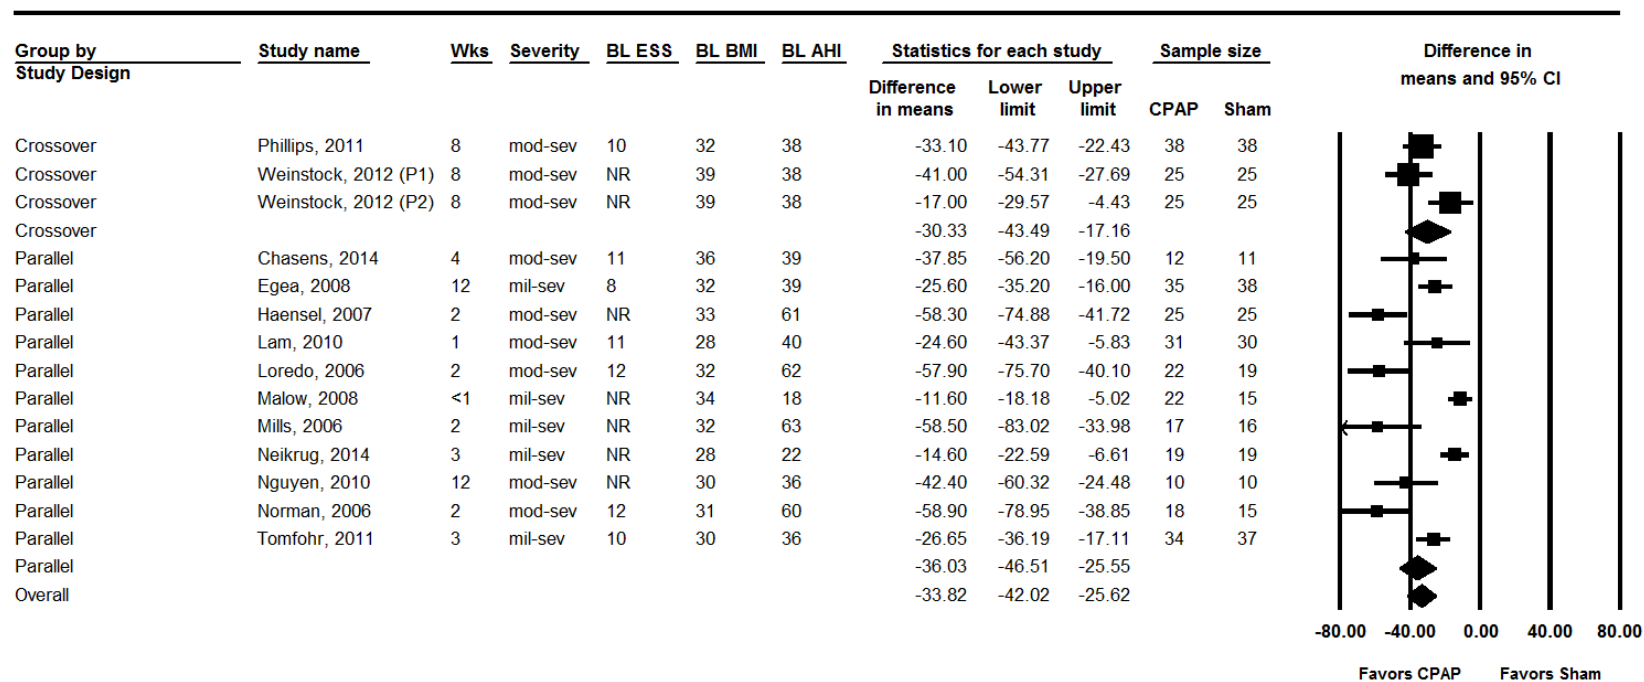 Group by Study name Wks Severity BL ESS BL BMI BL AHI Statistics for each study Sample size Difference in
Study Design means and 95% CI
Difference Lower Upper
in means limit limit CPAP Sham
Crossover Phillips, 2011 8 mod-sev 10 32 38 -33.10 -43.77 -22.43 38 38
Crossover Weinstock, 2012 (P1) 8 mod-sev NR 39 38 -41.00 -54.31 -27.69 25 25
Crossover Weinstock, 2012 (P2) 8 mod-sev NR 39 38 -17.00 -29.57 -4.43 25 25
Crossover -30.33 -43.49 -17.16
Parallel Chasens, 2014 4 mod-sev 11 36 39 -37.85 -56.20 -19.50 12 11
Parallel Egea, 2008 12 mil-sev 8 32 39 -25.60 -35.20 -16.00 35 38
Parallel Haensel, 2007 2 mod-sev NR 33 61 -58.30 -74.88 -41.72 25 25
Parallel Lam, 2010 1 mod-sev 11 28 40 -24.60 -43.37 -5.83 31 30
Parallel Loredo, 2006 2 mod-sev 12 32 62 -57.90 -75.70 -40.10 22 19
Parallel Malow, 2008 <1 mil-sev NR 34 18 -11.60 -18.18 -5.02 22 15
Parallel Mills, 2006 2 mil-sev NR 32 63 -58.50 -83.02 -33.98 17 16
Parallel Neikrug, 2014 3 mil-sev NR 28 22 -14.60 -22.59 -6.61 19 19
Parallel Nguyen, 2010 12 mod-sev NR 30 36 -42.40 -60.32 -24.48 10 10
Parallel Norman, 2006 2 mod-sev 12 31 60 -58.90 -78.95 -38.85 18 15
Parallel Tomfohr, 2011 3 mil-sev 10 30 36 -26.65 -36.19 -17.11 34 37
Parallel -36.03 -46.51 -25.55
Overall -33.82 -42.02 -25.62
-80.00 -40.00 0.00 40.00 80.00
Favors CPAP Favors Sham